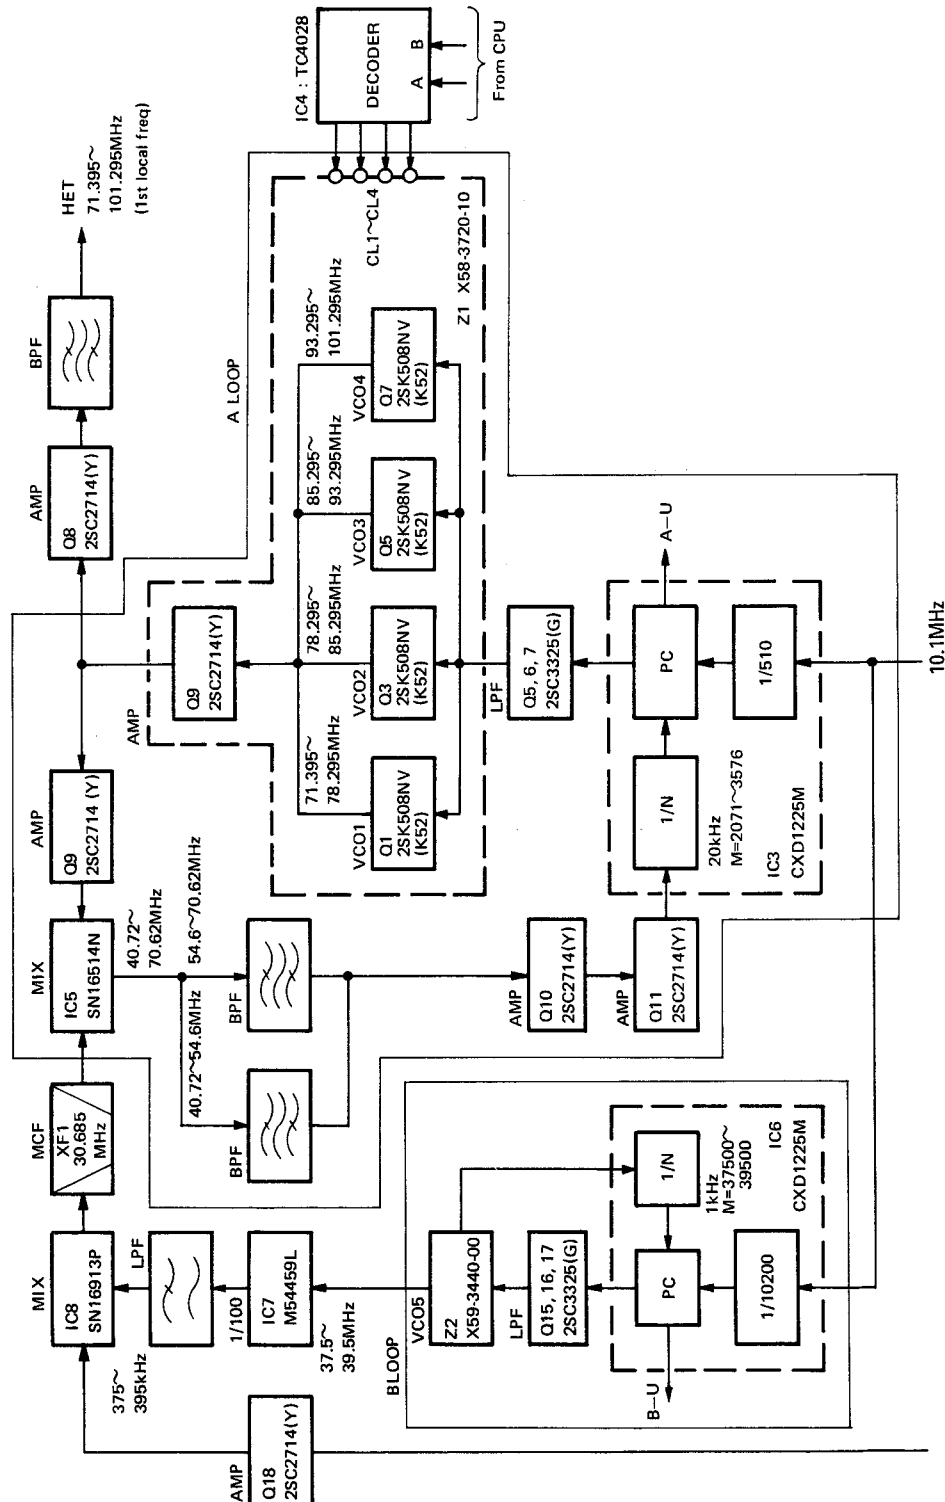 MIX
IC8
SN16913P
MCF
XF1
30.685
MHz
MIX
IC5
SN16514N
AMP
Q9
2SC2714 (Y)
AMP
Q8
2SC2714(Y)
BPF
HET
71.395~
101.295MHz
(1st local freq)
375~
395kHz
LPF
40.72~
70.62MHz
AMP
Q9
2SC2714(Y)
A LOOP
IC4 : TC4028
DECODER
A
B
From CPU
AMP
Q18
2SC2714(Y)
1/100
IC7
M54459L
40.72~54.6MHz
54.6~70.62MHz
BPF
BPF
37.5~
39.5MHz
71.395~
78.295MHz
78.295~
85.295MHz
85.295~
93.295MHz
93.295~
101.295MHz
CL1~CL4
VCO1
Q1
2SK508NV
(K52)
VCO2
Q3
2SK508NV
(K52)
VCO3
Q5
2SK508NV
(K52)
VCO4
Q7
2SK508NV
(K52)
Z1 X58-3720-10
B LOOP
VCO5
Z2
X59-3440-00
LPF
Q15, 16, 17
2SC3325(G)
AMP
Q10
2SC2714(Y)
AMP
Q11
2SC2714(Y)
LPF
Q5, 6, 7
2SC3325(G)
B-U
PC
1/N
1kHz
M=37500~
39500
1/10200
IC6
CXD1225M
1/N
PC
A-U
20kHz
M=2071~3576
1/510
IC3
CXD1225M
10.1MHz